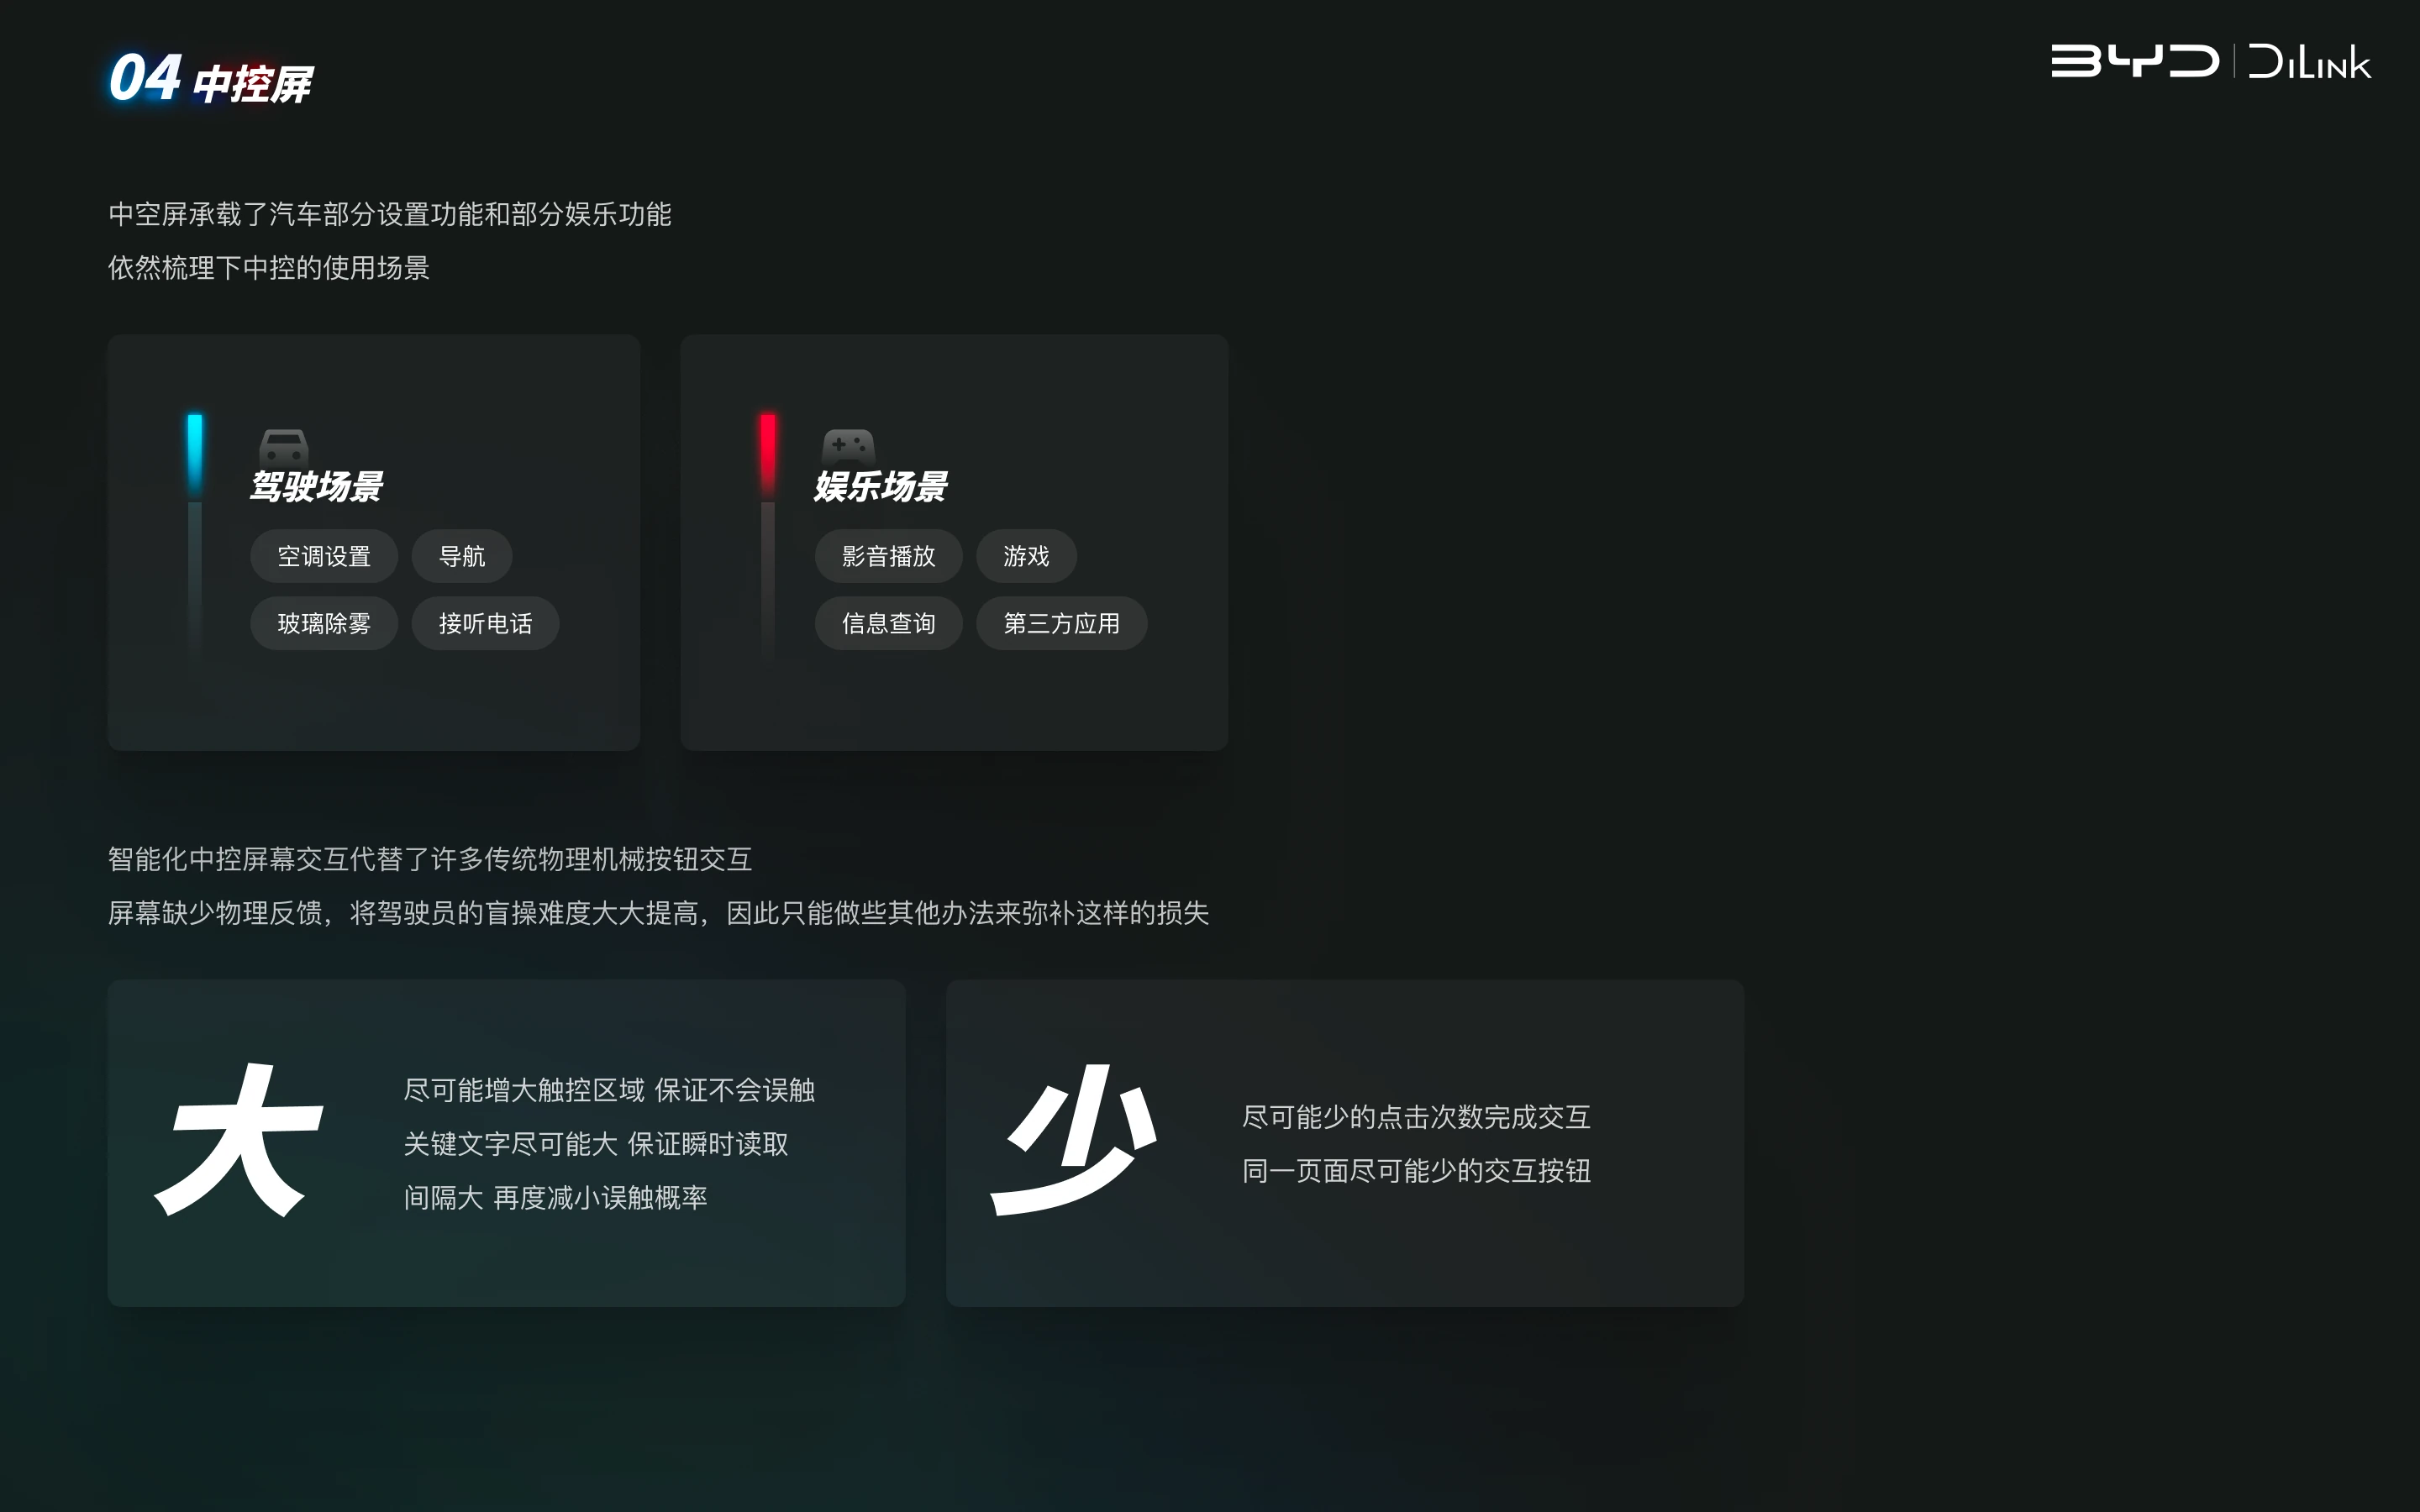 04 中控屏
BYD | DiLink
中空屏承载了汽车部分设置功能和部分娱乐功能
依然梳理下中控的使用场景
驾驶场景
空调设置 导航
玻璃除雾 接听电话
娱乐场景
影音播放 游戏
信息查询 第三方应用
智能化中控屏幕交互代替了许多传统物理机械按钮交互
屏幕缺少物理反馈，将驾驶员的盲操难度大大提高，因此只能做些其他办法来弥补这样的损失
大
尽可能增大触控区域 保证不会误触
关键文字尽可能大 保证瞬时读取
间隔大 再度减小误触概率
少
尽可能少的点击次数完成交互
同一页面尽可能少的交互按钮